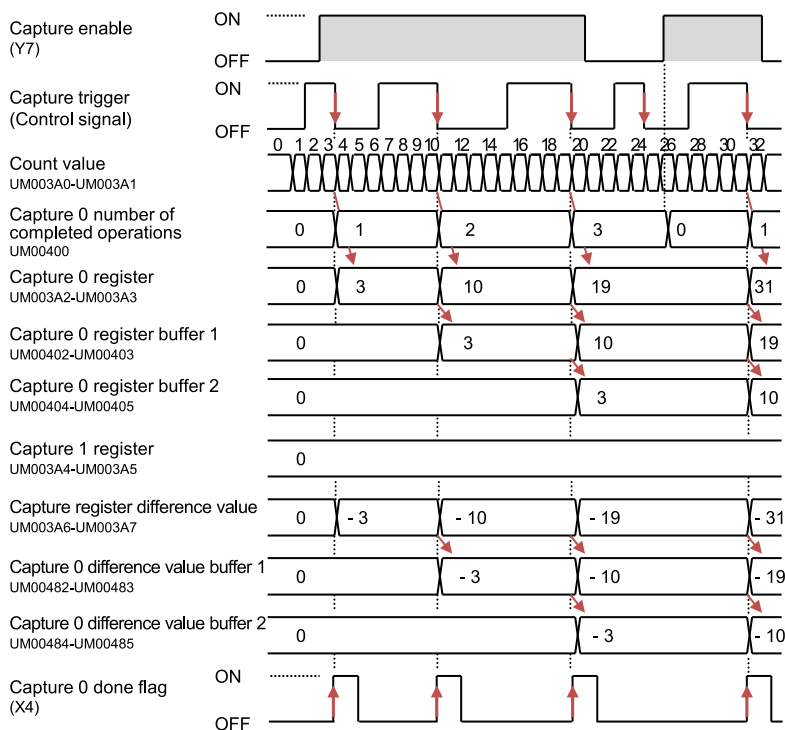 Capture enable
(Y7)
ON
OFF
Capture trigger
(Control signal)
ON
OFF
Count value
UM003A0-UM003A1
0 1 2 3 4 5 6 7 8 9 10 12 14 16 18 20 22 24 26 28 30 32
Capture 0 number of
completed operations
UM00400
0 1 2 3 0 1
Capture 0 register
UM003A2-UM003A3
0 3 10 19 31
Capture 0 register buffer 1
UM00402-UM00403
0 3 10 19
Capture 0 register buffer 2
UM00404-UM00405
0 3 10
Capture 1 register
UM003A4-UM003A5
0
Capture register difference value
UM003A6-UM003A7
0 - 3 - 10 - 19 - 31
Capture 0 difference value buffer 1
UM00482-UM00483
0 - 3 - 10 - 19
Capture 0 difference value buffer 2
UM00484-UM00485
0 - 3 - 10
Capture 0 done flag
(X4)
ON
OFF